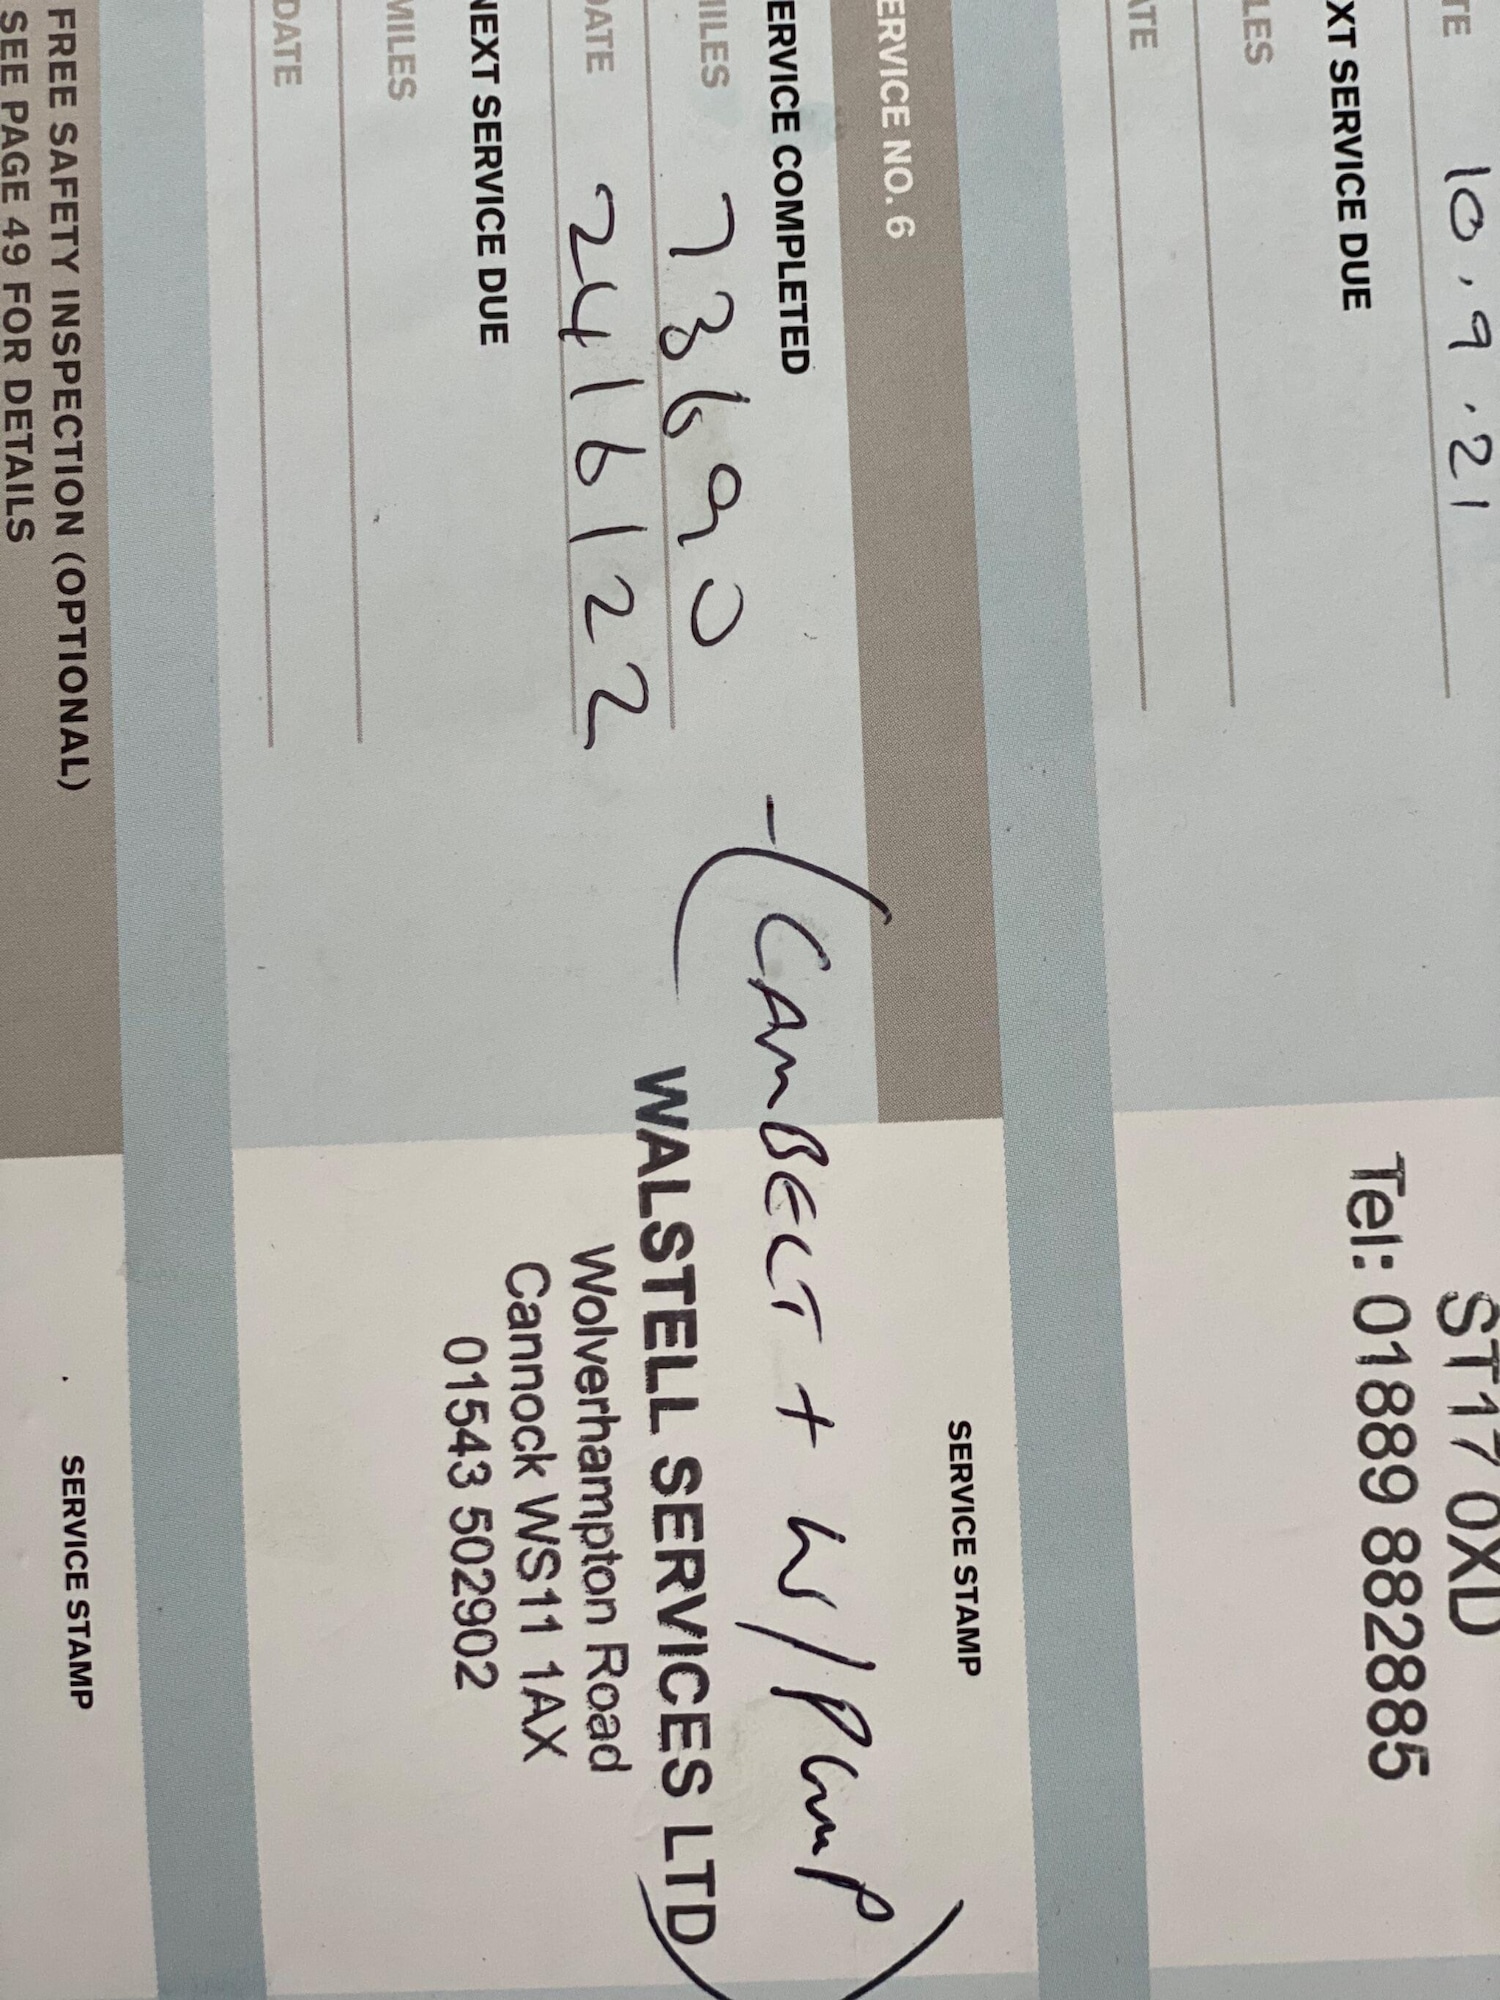 TE 10.9.21
XT SERVICE DUE
LES
ATE
ST17 0XD
Tel: 01889 882885
ERVICE NO. 6
SERVICE STAMP
ERVICE COMPLETED
(CAMBELT + W/PUMP)
MILES 73690
DATE 24/6/22
NEXT SERVICE DUE
MILES
DATE
WALSTELL SERVICES LTD
Wolverhampton Road
Cannock WS11 1AX
01543 502902
FREE SAFETY INSPECTION (OPTIONAL)
SEE PAGE 49 FOR DETAILS
SERVICE STAMP